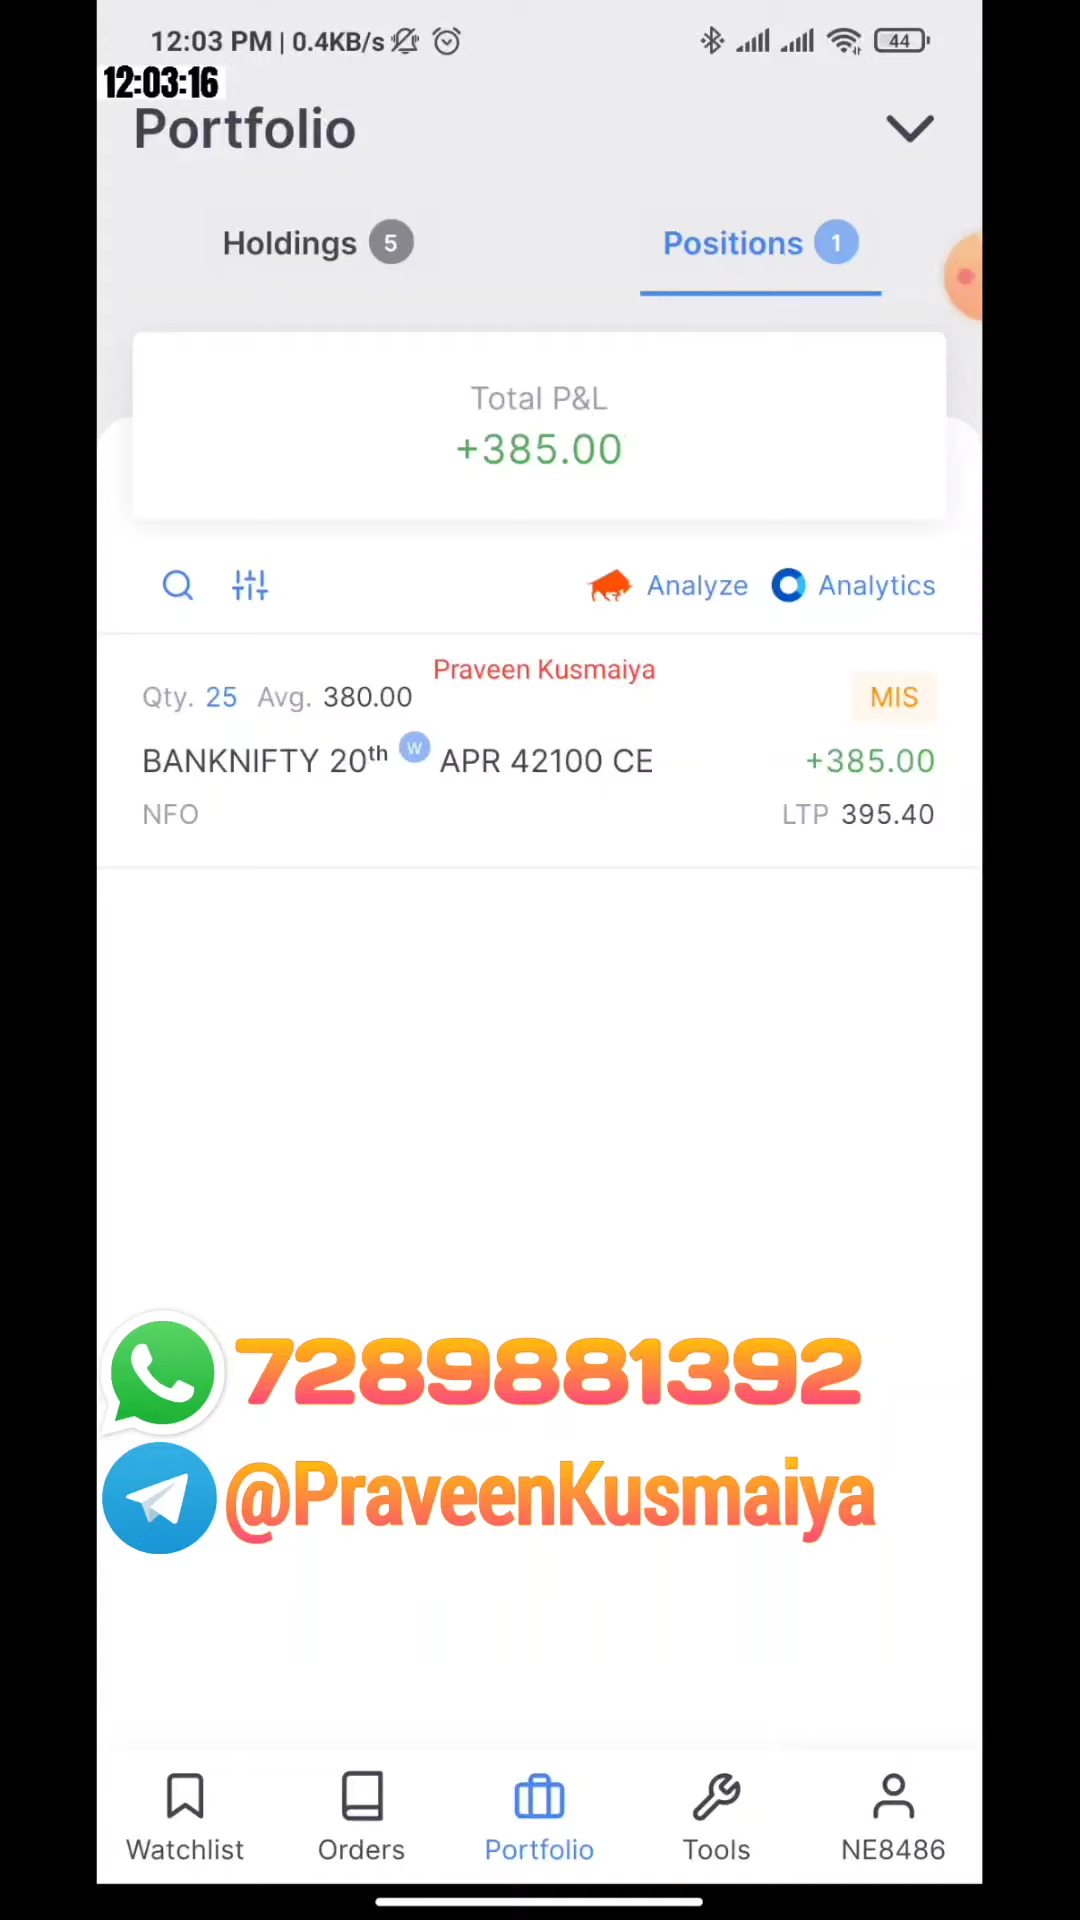 12:03 PM | 0.4KB/s
44
12:03:16
Portfolio
Holdings 5
Positions 1
Total P&L
+385.00
Analyze
Analytics
Praveen Kusmaiya
Qty. 25 Avg. 380.00
MIS
BANKNIFTY 20th W APR 42100 CE
+385.00
NFO
LTP 395.40
7289881392
@PraveenKusmaiya
Watchlist
Orders
Portfolio
Tools
NE8486